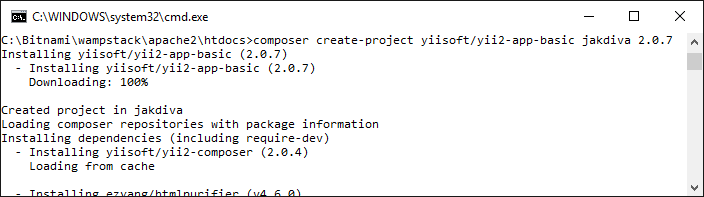 C:\WINDOWS\system32\cmd.exe
C:\Bitnami\wampstack\apache2\htdocs>composer create-project yiisoft/yii2-app-basic jakdiva 2.0.7
Installing yiisoft/yii2-app-basic (2.0.7)
  - Installing yiisoft/yii2-app-basic (2.0.7)
    Downloading: 100%
Created project in jakdiva
Loading composer repositories with package information
Installing dependencies (including require-dev)
  - Installing yiisoft/yii2-composer (2.0.4)
    Loading from cache
  - Installing ezyang/htmlpurifier (v4.6.0)